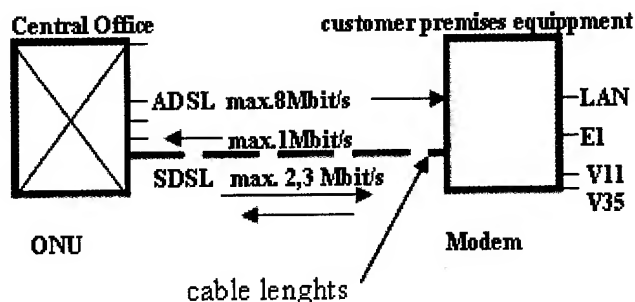 Central Office
customer premises equippment
ADSL max.8Mbit/s
LAN
max.1Mbit/s
E1
SDSL max. 2,3 Mbit/s
V11
V35
ONU
Modem
cable lenghts